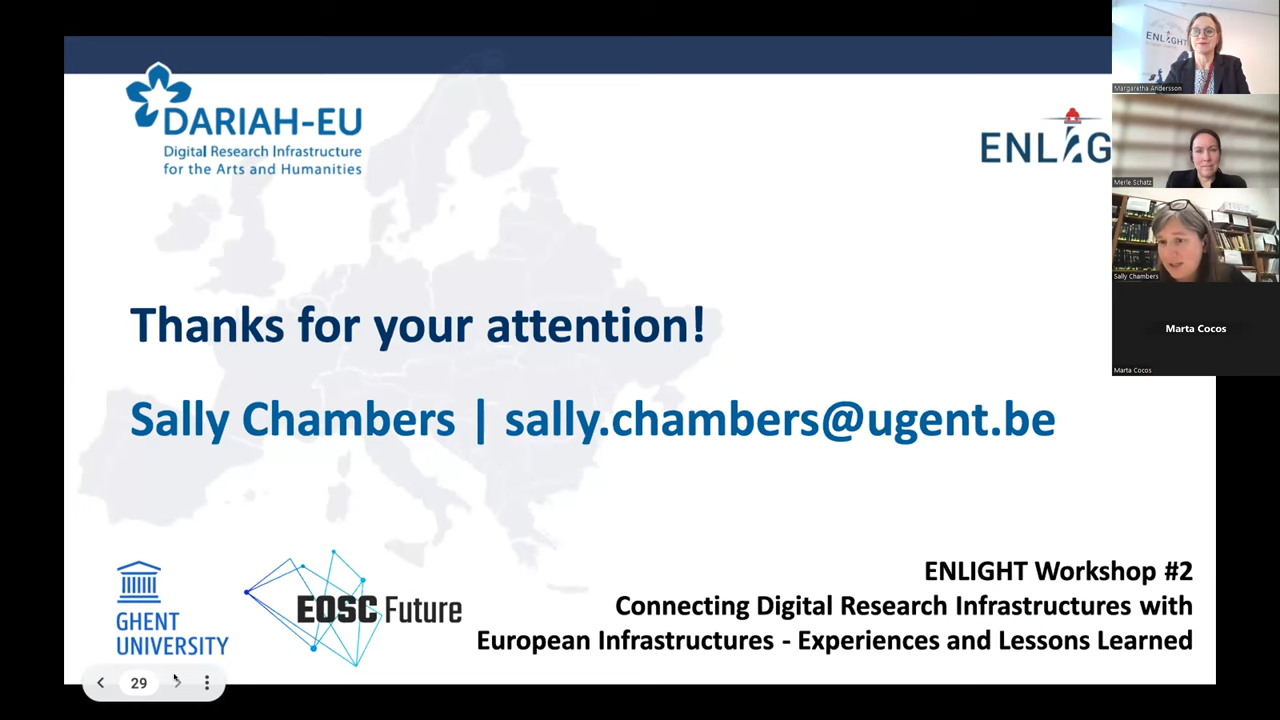 DARIAH-EU
Digital Research Infrastructure
for the Arts and Humanities
ENLIG
Thanks for your attention!
Sally Chambers | sally.chambers@ugent.be
GHENT
UNIVERSITY
EOSC Future
ENLIGHT Workshop #2
Connecting Digital Research Infrastructures with
European Infrastructures - Experiences and Lessons Learned
29
ENLIGHT
Margaretha Andersson
Merle Schatz
Sally Chambers
Marta Cocos
Marta Cocos